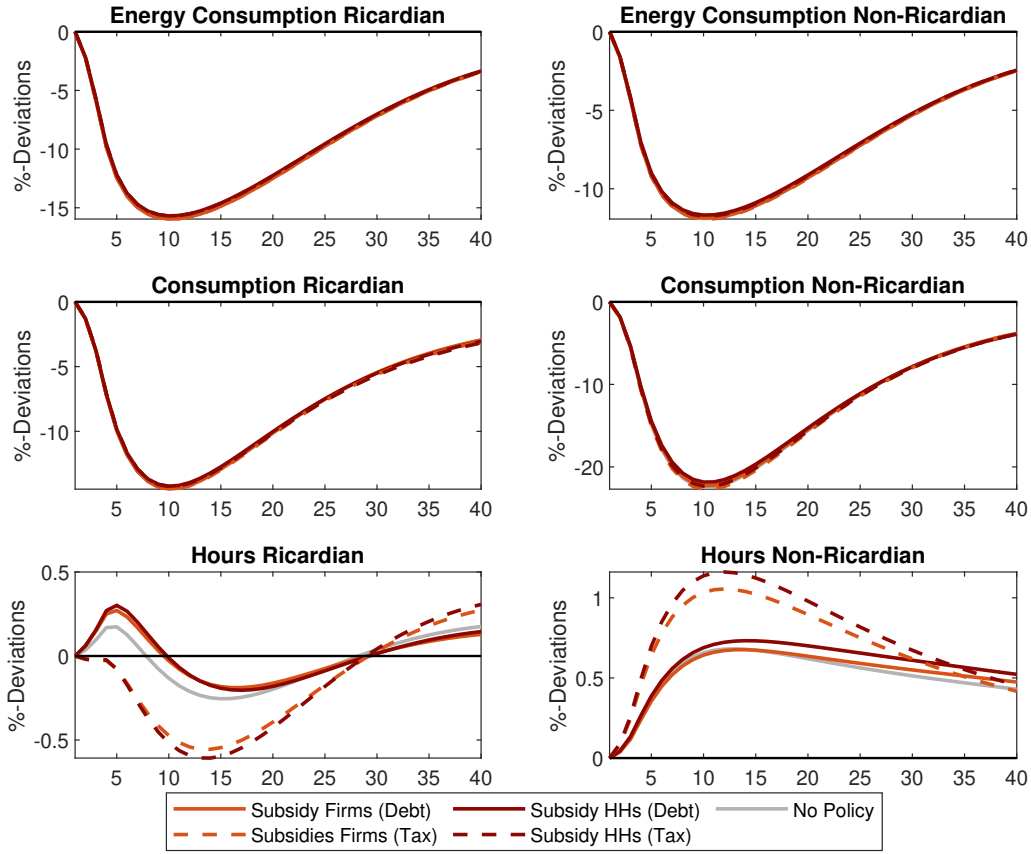 Energy Consumption Ricardian
Energy Consumption Non-Ricardian
%-Deviations
0
-5
-10
-15
5 10 15 20 25 30 35 40
%-Deviations
0
-5
-10
5 10 15 20 25 30 35 40
Consumption Ricardian
Consumption Non-Ricardian
%-Deviations
0
-5
-10
5 10 15 20 25 30 35 40
%-Deviations
0
-10
-20
5 10 15 20 25 30 35 40
Hours Ricardian
Hours Non-Ricardian
%-Deviations
0.5
0
-0.5
5 10 15 20 25 30 35 40
%-Deviations
1
0.5
0
5 10 15 20 25 30 35 40
Subsidy Firms (Debt) Subsidy HHs (Debt) No Policy
Subsidies Firms (Tax) Subsidy HHs (Tax)